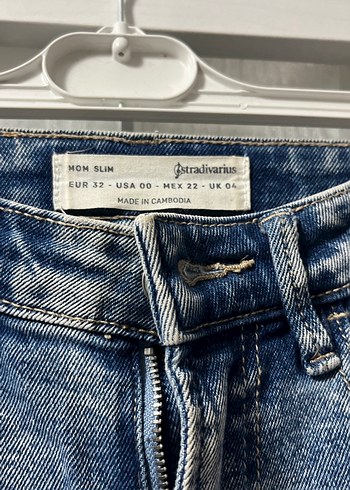 MOM SLIM stradivarius
EUR 32 - USA 00 - MEX 22 - UK 04
MADE IN CAMBODIA